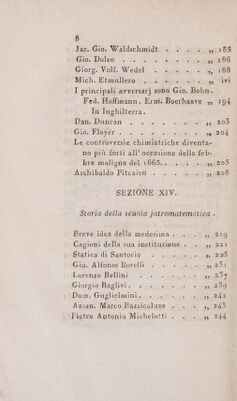 8
Jac. Gio. Waldschmidt . . . . „ 185
Gio. Doleo . . . . . . . . . „ 186
Giorg. Volf. Wedel . . . . . „ 188
Mich. Etmullero . . . . . . „ ivi
I principali avversarj sono Gio. Bohn.
Fed. Hoffmann. Ernt. Boerhaave „ 194
In Inghilterra.
Dan. Duncan . . . . . . . . „ 203
Gio. Floyer . . . . . . . . „ 204
Le controversie chimiatriche diventa-
no più forti all' occasione della feb-
bre maligna del 1665. . . . . „ 205
Archibaldo Pitcairn . . . . . „ 208
SEZIONE XIV.
Storia della scuola jatromatematica .
Breve idea della medesima . . . „ 219
Cagioni della sua instituzione . . „ 221
Statica di Santorio . . . . . „ 225
Gio. Alfonso Borelli . . . . . „ 231
Lorenzo Bellini . . . . . . „ 237
Giorgio Baglivi. . . . . . . „ 239
Dom. Guglielmini. . . . . . „ 242
Azzan. Marco Bazzicaluve . . . „ 243
Pietro Antonio Michelotti . . . „ 244